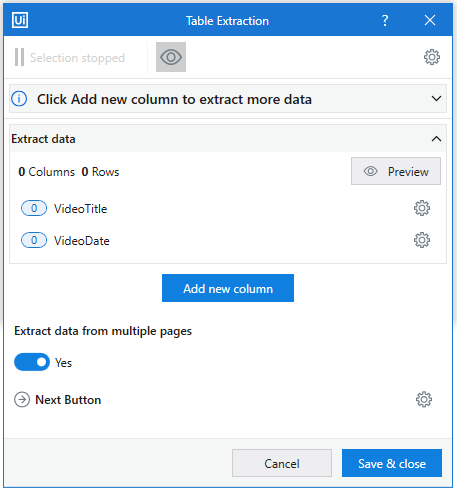 Ui Table Extraction ?
Selection stopped
Click Add new column to extract more data
Extract data
0 Columns 0 Rows Preview
0 VideoTitle
0 VideoDate
Add new column
Extract data from multiple pages
Yes
Next Button
Cancel Save & close